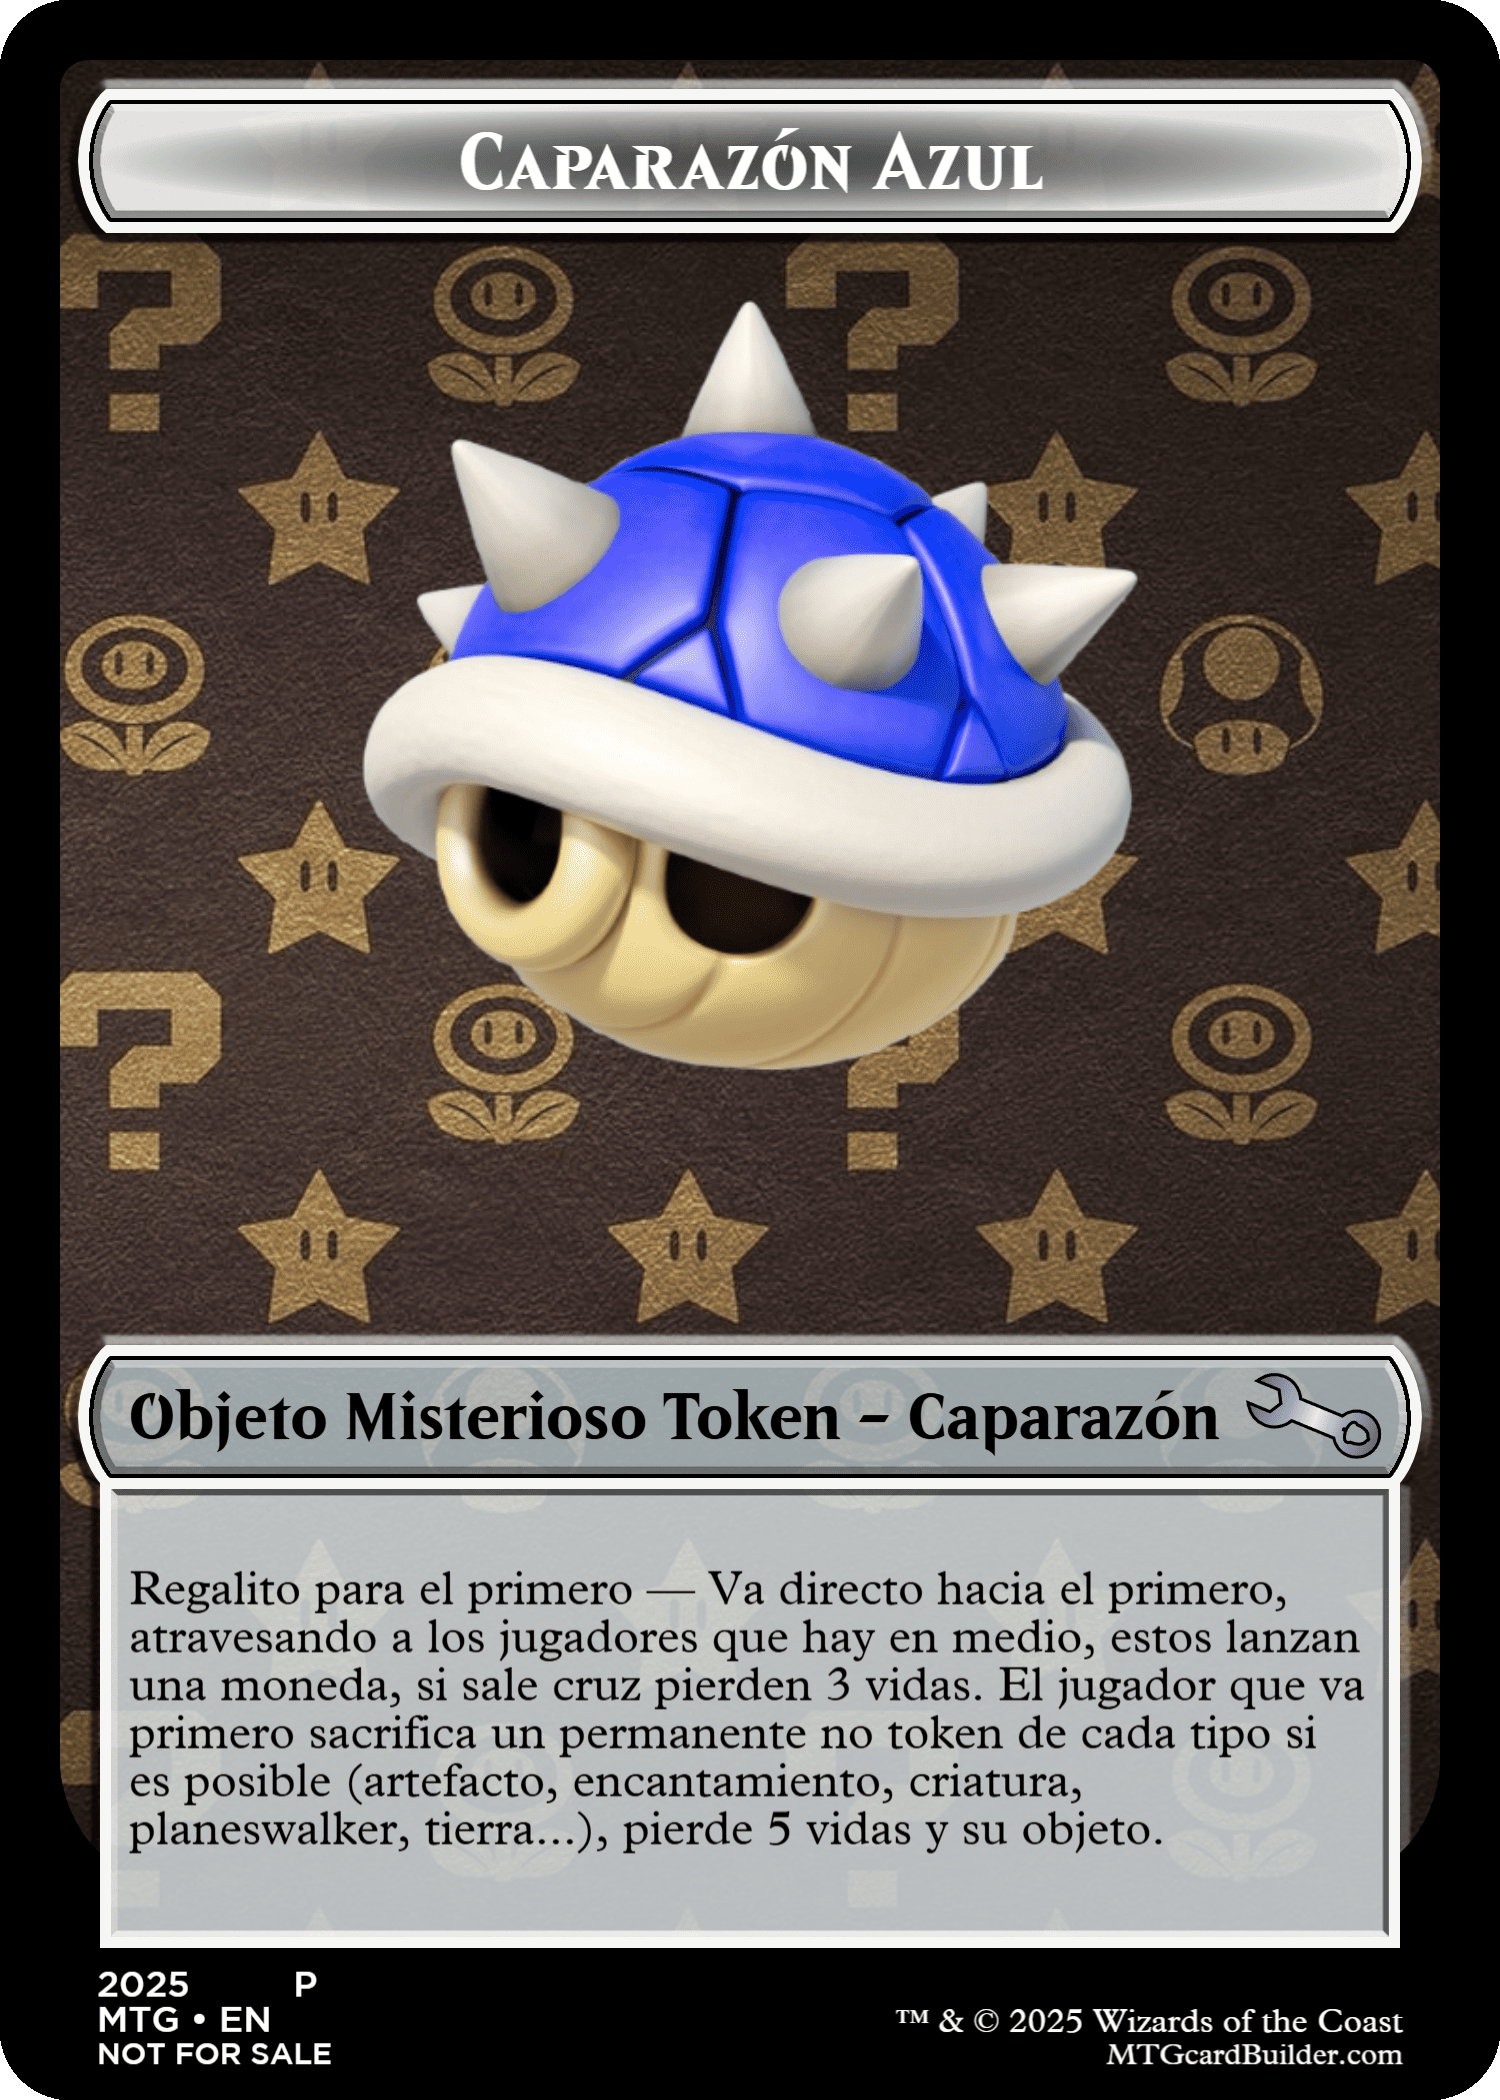 Caparazón Azul
Objeto Misterioso Token – Caparazón
Regalito para el primero — Va directo hacia el primero,
atravesando a los jugadores que hay en medio, estos lanzan
una moneda, si sale cruz pierden 3 vidas. El jugador que va
primero sacrifica un permanente no token de cada tipo si
es posible (artefacto, encantamiento, criatura,
planeswalker, tierra...), pierde 5 vidas y su objeto.
2025 P
MTG • EN
NOT FOR SALE
™ & © 2025 Wizards of the Coast
MTGcardBuilder.com